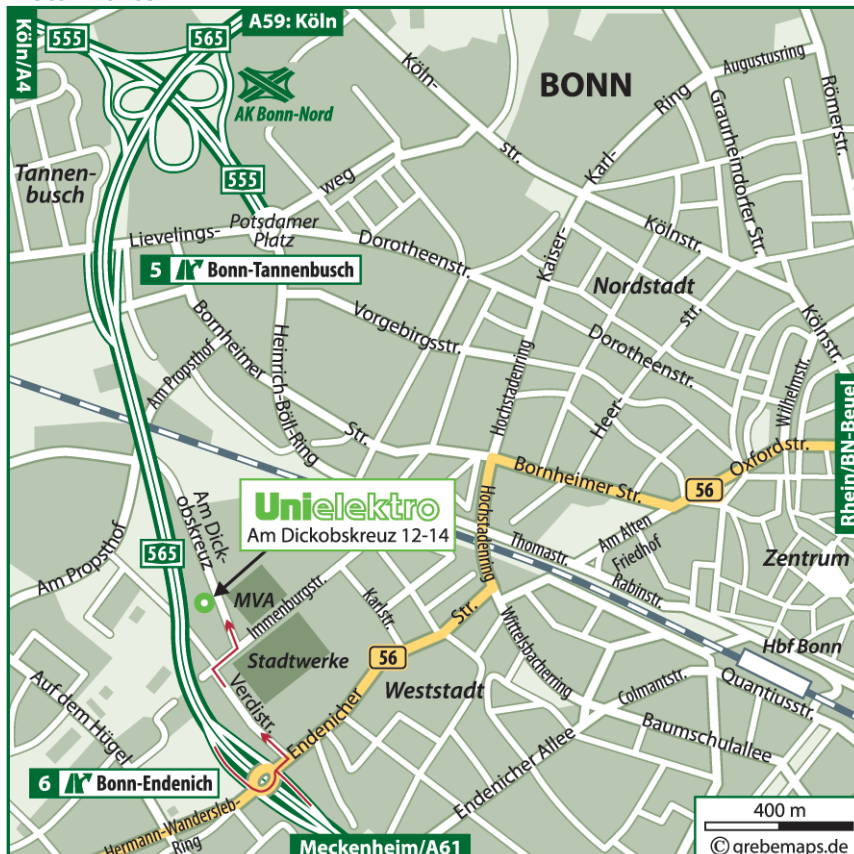 Köln/A4
555
565
A59: Köln
AK Bonn-Nord
BONN
Köln-
str.
Augustusring
Ring
Karl-
Graurheindorfer Str.
Römerstr.
Tannen-
busch
555
weg
Potsdamer
Platz
Lievelings-
Dorotheenstr.
Kaiser-
Kölnstr.
5 Bonn-Tannenbusch
Nordstadt
Bornheimer
Vorgebirgsstr.
Heinrich-Böll-Ring
Dorotheenstr.
str.
Kölnstr.
Am Propsthof
Hochstadenring
Wilhelmstr.
Heer-
Str.
Rhein/BN-Beuel
Bornheimer Str.
56
Oxfordstr.
Am Dick-
obskreuz
Unielektro
Am Dickobskreuz 12-14
Hochstadenring
Thomastr.
Am Alten
Friedhof
Zentrum
565
Am Propsthof
MVA
Immenburgstr.
Karlstr.
Str.
Rabinstr.
Wittelsbacherring
Hbf Bonn
Stadtwerke
56
Weststadt
Colmantstr.
Quantiusstr.
Auf dem Hügel
Verdistr.
Endenicher
Baumschulallee
Endenicher Allee
6 Bonn-Endenich
Hermann-Wandersleb-
Ring
Meckenheim/A61
400 m
© grebemaps.de